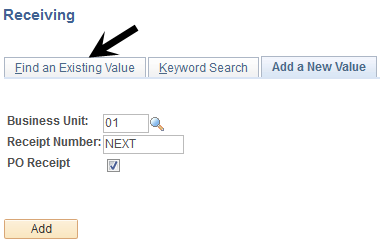 Receiving
Find an Existing Value Keyword Search Add a New Value
Business Unit: 01
Receipt Number: NEXT
PO Receipt
Add